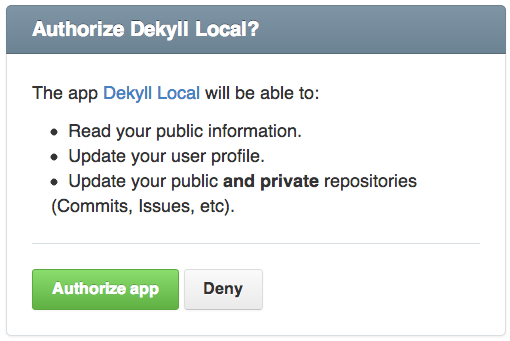 Authorize Dekyll Local?
The app Dekyll Local will be able to:
• Read your public information.
• Update your user profile.
• Update your public and private repositories
(Commits, Issues, etc).
Authorize app
Deny